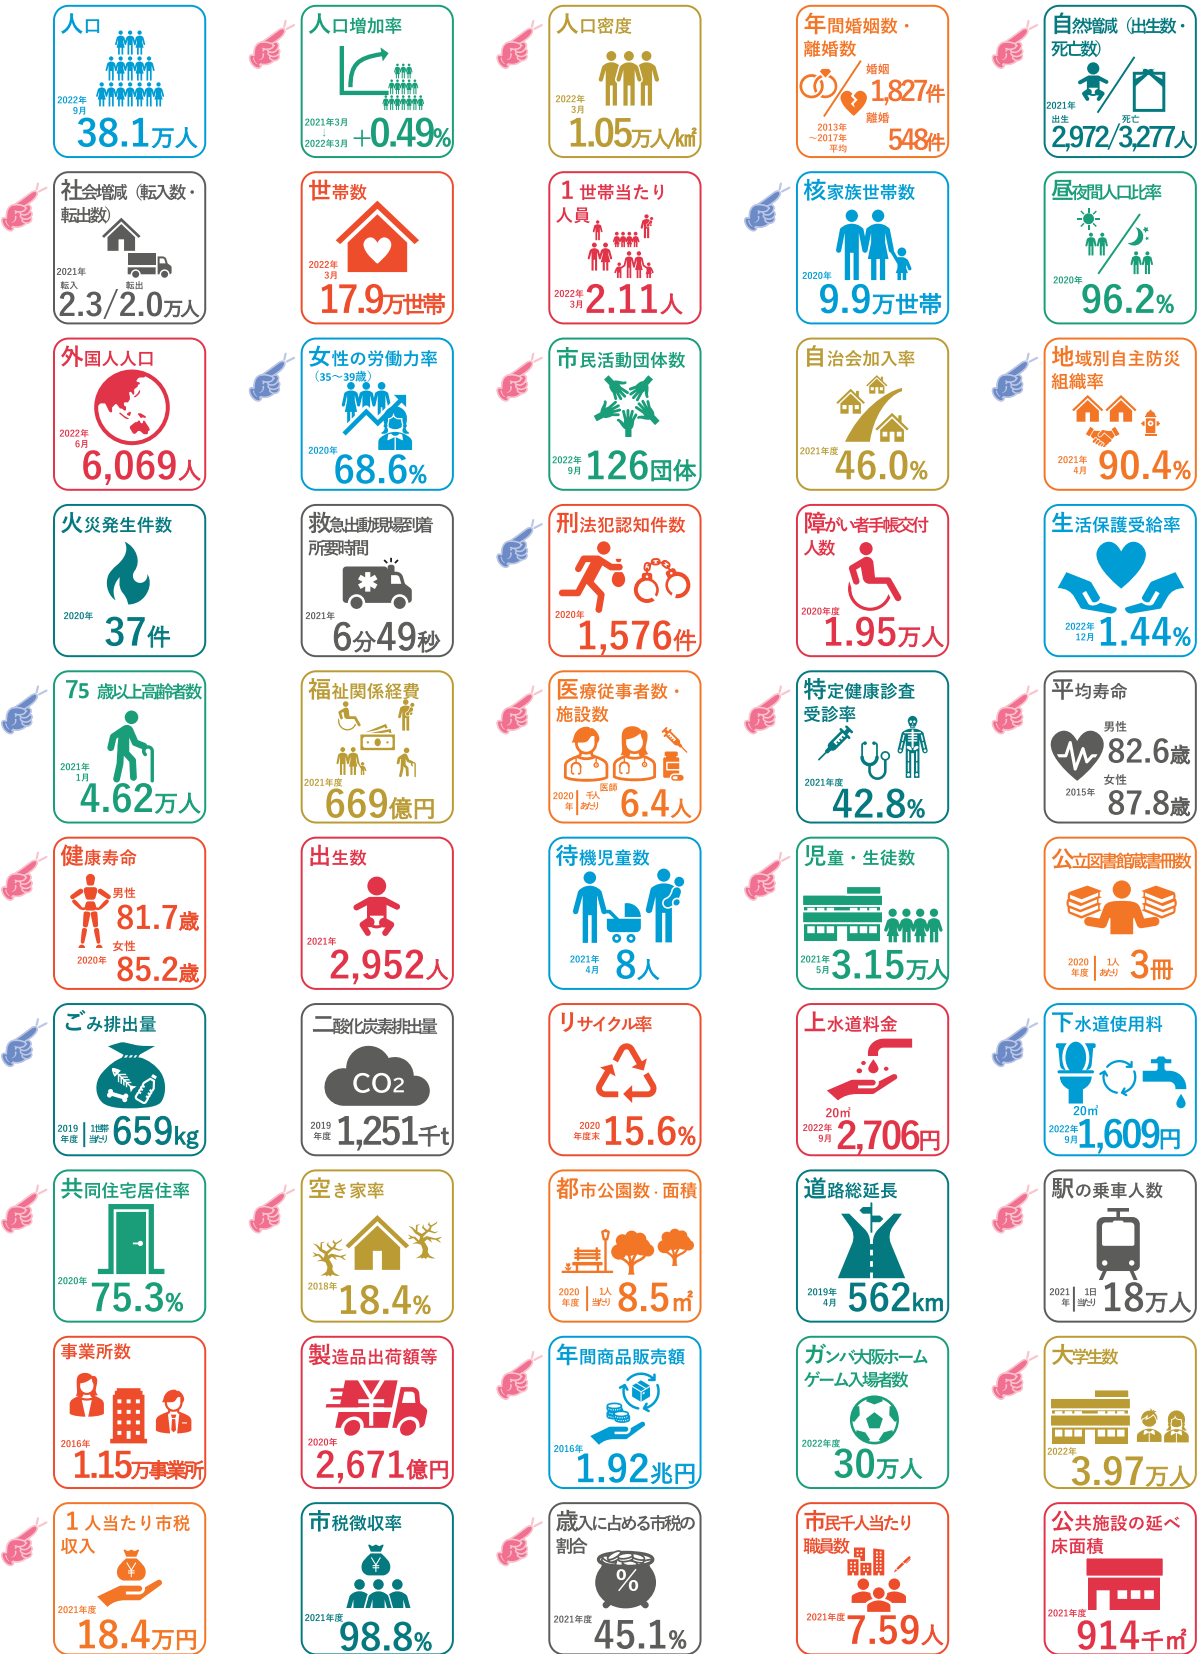 人口
2022年
9月
38.1万人
人口増加率
2021年3月
↓
2022年3月
+0.49%
人口密度
2022年
3月
1.05万人/k㎡
年間婚姻数・
離婚数
婚姻
1,827件
離婚
2013年
～2017年
平均
548件
自然増減（出生数・
死亡数）
2021年
出生
死亡
2,972/3,277人
社会増減（転入数・
転出数）
2021年
転入
転出
2.3/2.0万人
世帯数
2022年
3月
17.9万世帯
1世帯当たり
人員
2022年
3月
2.11人
核家族世帯数
2020年
9.9万世帯
昼夜間人口比率
2020年
96.2%
外国人人口
2022年
6月
6,069人
女性の労働力率
（35～39歳）
2020年
68.6%
市民活動団体数
2022年
9月
126団体
自治会加入率
2021年度
46.0%
地域別自主防災
組織率
2021年
4月
90.4%
火災発生件数
2020年
37件
救急出動現場到着
所要時間
2021年
6分49秒
刑法犯認知件数
2020年
1,576件
障がい者手帳交付
人数
2020年度
1.95万人
生活保護受給率
2022年
12月
1.44%
75歳以上高齢者数
2021年
1月
4.62万人
福祉関係経費
2021年度
669億円
医療従事者数・
施設数
2020
年
千人
あたり
医師
6.4人
特定健康診査
受診率
2021年度
42.8%
平均寿命
男性
82.6歳
女性
2015年
87.8歳
健康寿命
男性
81.7歳
女性
2020年
85.2歳
出生数
2021年
2,952人
待機児童数
2021年
4月
8人
児童・生徒数
2021年
5月
3.15万人
公立図書館蔵書冊数
2020
年度
1人
あたり
3冊
ごみ排出量
2019
年度
1世帯
当たり
659kg
二酸化炭素排出量
CO2
2019
年度
1,251千t
リサイクル率
2020
年度末
15.6%
上水道料金
20㎥
2022年
9月
2,706円
下水道使用料
20㎥
2022年
9月
1,609円
共同住宅居住率
2020年
75.3%
空き家率
2018年
18.4%
都市公園数・面積
2020
年度
1人
当たり
8.5㎡
道路総延長
2019年
4月
562km
駅の乗車人数
2021
年
1日
当たり
18万人
事業所数
2016年
1.15万事業所
製造品出荷額等
2020年
2,671億円
年間商品販売額
2016年
1.92兆円
ガンバ大阪ホーム
ゲーム入場者数
2022年度
30万人
大学生数
2022年
3.97万人
1人当たり市税
収入
2021年度
18.4万円
市税徴収率
2021年度
98.8%
歳入に占める市税の
割合
%
2021年度
45.1%
市民千人当たり
職員数
2021年度
7.59人
公共施設の延べ
床面積
2021年度
914千㎡